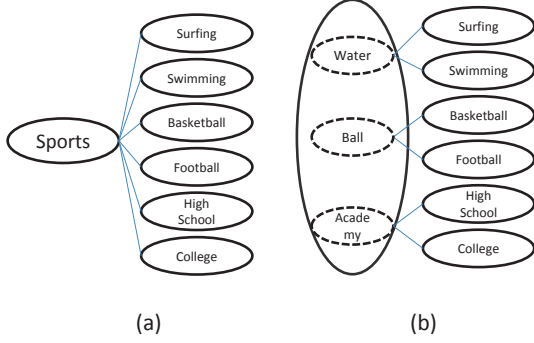 Sports
Surfing
Swimming
Basketball
Football
High
School
College
(a)
Water
Ball
Acade
my
Surfing
Swimming
Basketball
Football
High
School
College
(b)